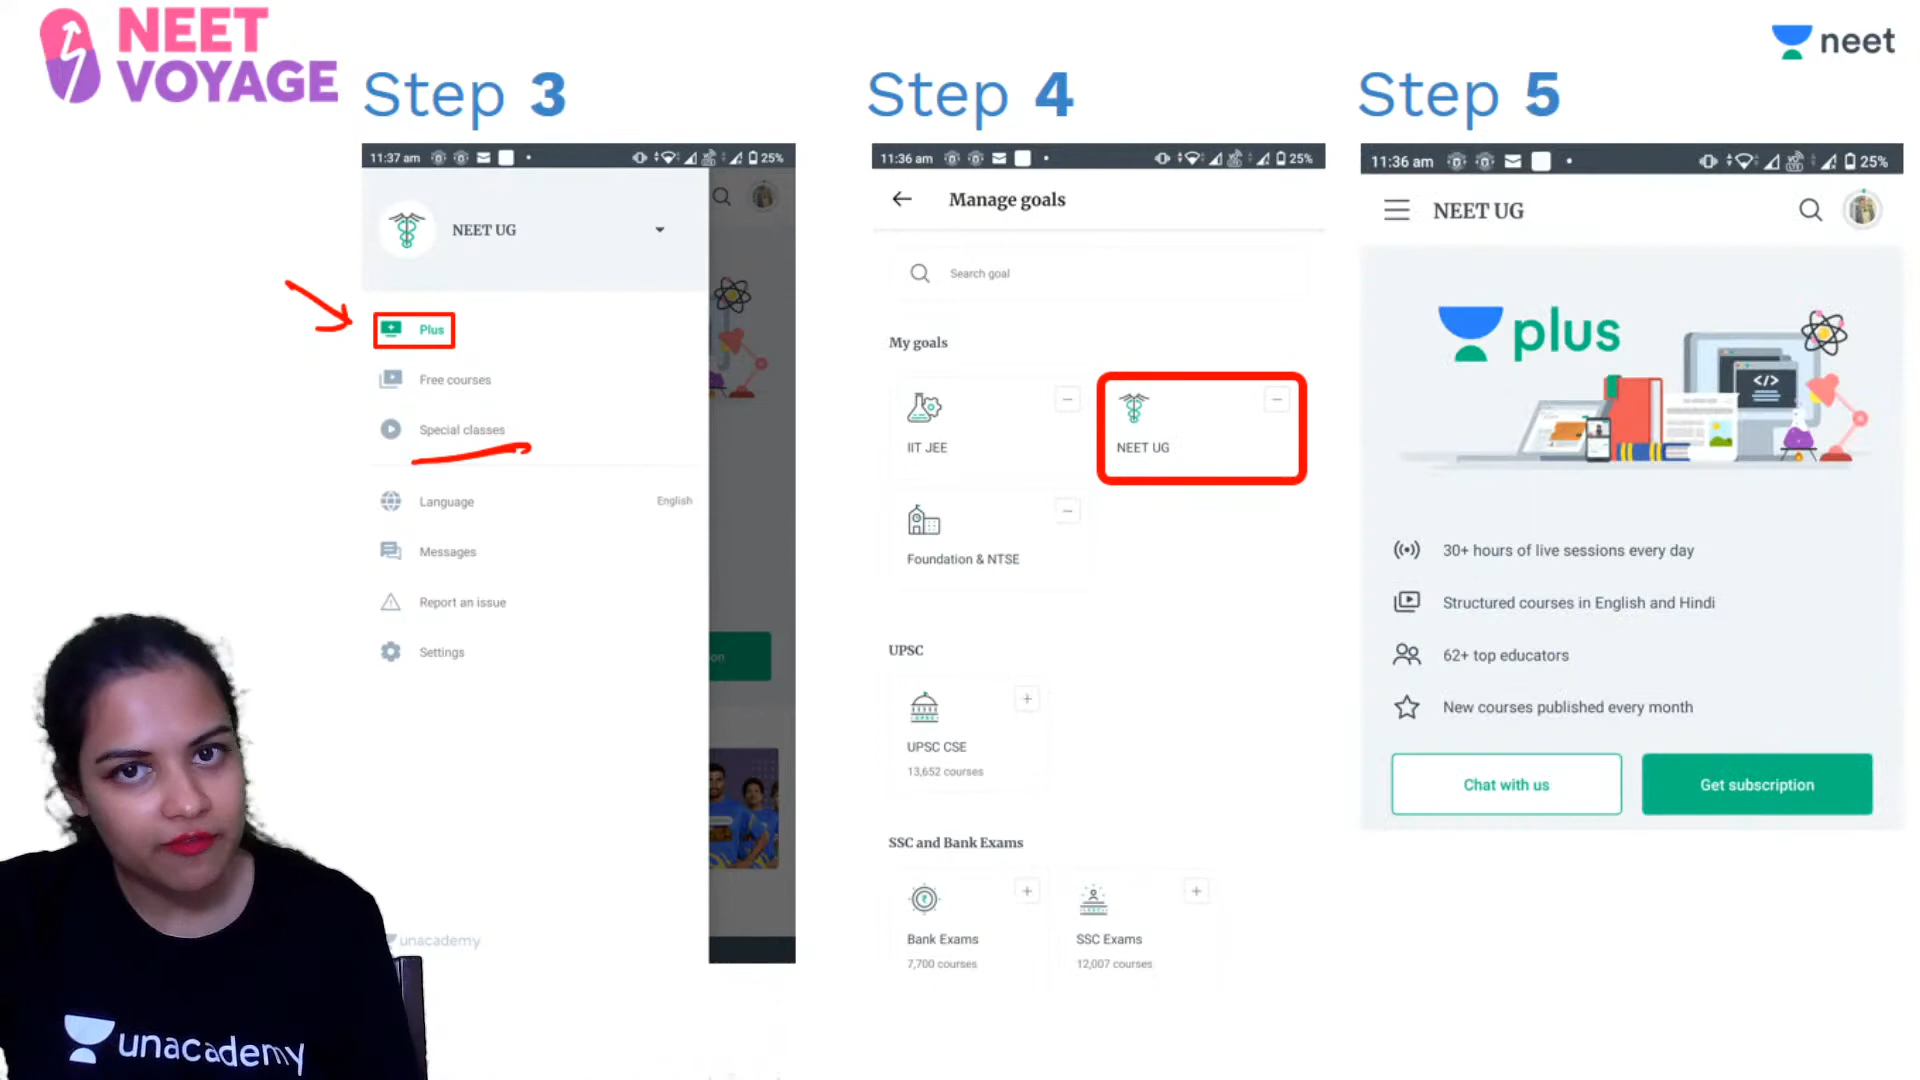 NEET
VOYAGE
neet
Step 3
11:37 am
25%
NEET UG
Plus
Free courses
Special classes
Language English
Messages
Report an issue
Settings
unacademy
Step 4
11:36 am
25%
Manage goals
Search goal
My goals
IIT JEE
NEET UG
Foundation & NTSE
UPSC
UPSC
UPSC CSE
13,652 courses
SSC and Bank Exams
Bank Exams
7,700 courses
SSC Exams
12,007 courses
Step 5
11:36 am
25%
NEET UG
plus
</>
30+ hours of live sessions every day
Structured courses in English and Hindi
62+ top educators
New courses published every month
Chat with us
Get subscription
unacademy